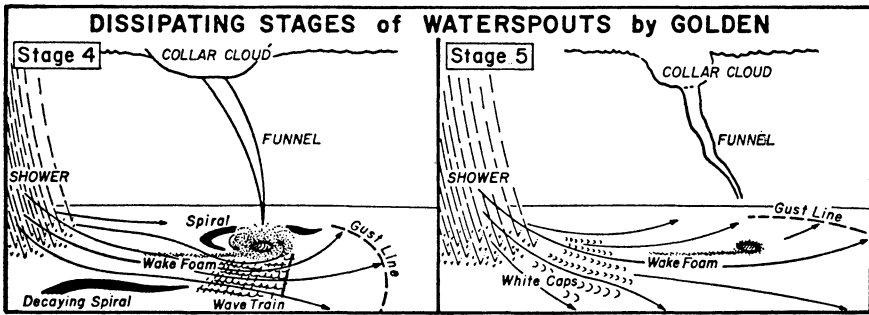 DISSIPATING STAGES of WATERSPOUTS by GOLDEN
Stage 4
COLLAR CLOUD
FUNNEL
SHOWER
Spiral
Gust Line
Wake Foam
Decaying Spiral
Wave Train
Stage 5
COLLAR CLOUD
FUNNEL
SHOWER
Gust Line
Wake Foam
White Caps